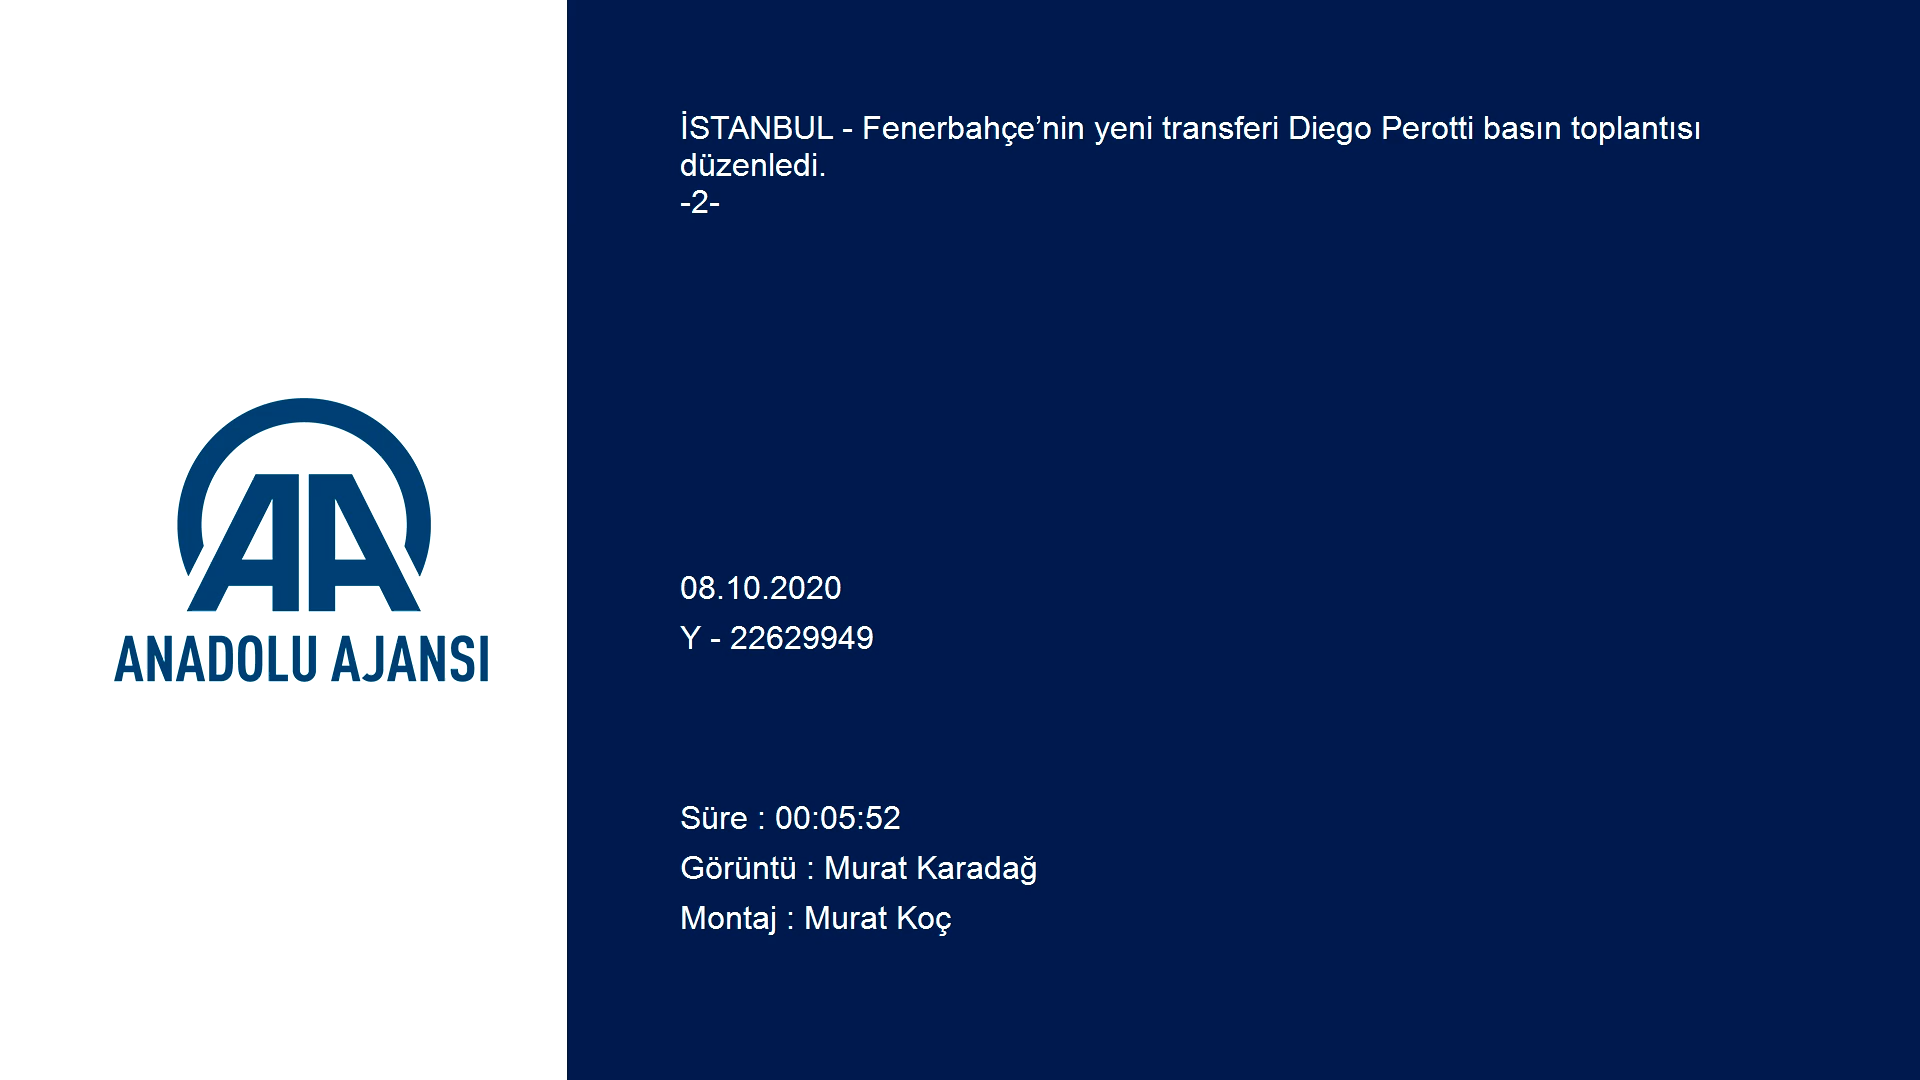 İSTANBUL - Fenerbahçe’nin yeni transferi Diego Perotti basın toplantısı
düzenledi.
-2-
AA
ANADOLU AJANSI
08.10.2020
Y - 22629949
Süre : 00:05:52
Görüntü : Murat Karadağ
Montaj : Murat Koç